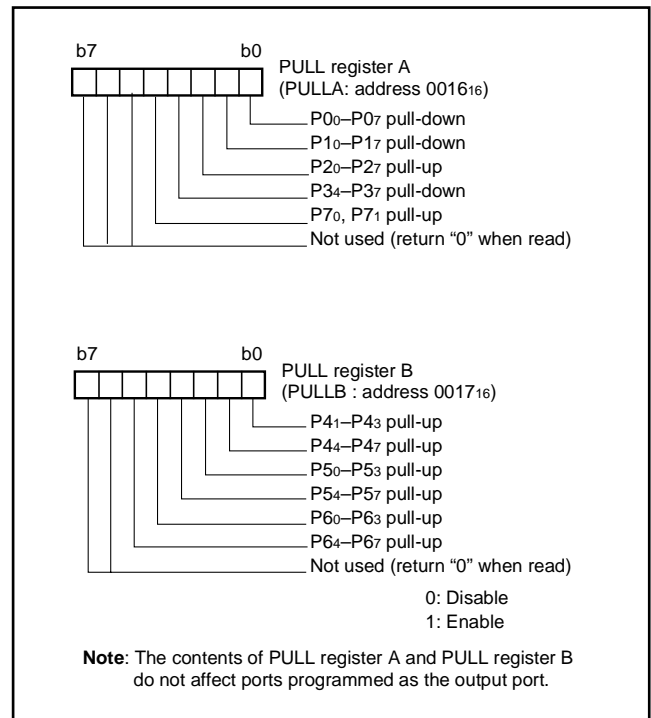 b7 b0
PULL register A
(PULLA: address 0016₁₆)
P0₀–P0₇ pull-down
P1₀–P1₇ pull-down
P2₀–P2₇ pull-up
P3₄–P3₇ pull-down
P7₀, P7₁ pull-up
Not used (return “0” when read)
b7 b0
PULL register B
(PULLB : address 0017₁₆)
P4₁–P4₃ pull-up
P4₄–P4₇ pull-up
P5₀–P5₃ pull-up
P5₄–P5₇ pull-up
P6₀–P6₃ pull-up
P6₄–P6₇ pull-up
Not used (return “0” when read)
0: Disable
1: Enable
Note: The contents of PULL register A and PULL register B
do not affect ports programmed as the output port.